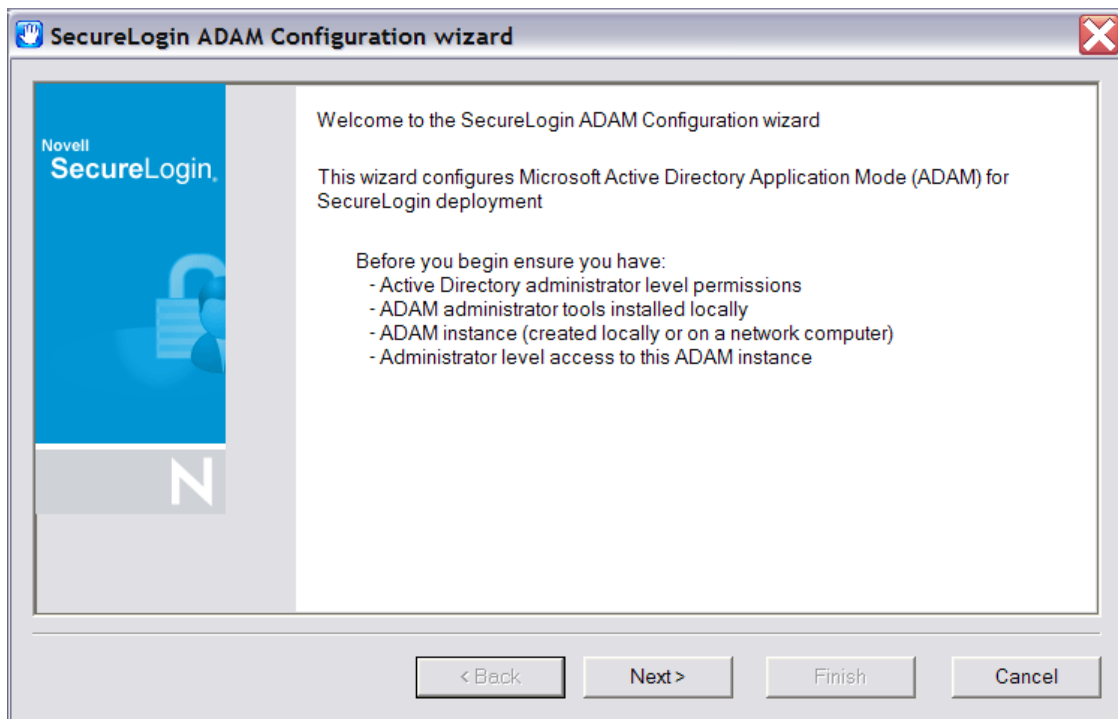 SecureLogin ADAM Configuration wizard
Novell
SecureLogin®
Welcome to the SecureLogin ADAM Configuration wizard
This wizard configures Microsoft Active Directory Application Mode (ADAM) for
SecureLogin deployment
Before you begin ensure you have:
- Active Directory administrator level permissions
- ADAM administrator tools installed locally
- ADAM instance (created locally or on a network computer)
- Administrator level access to this ADAM instance
N
< Back
Next >
Finish
Cancel